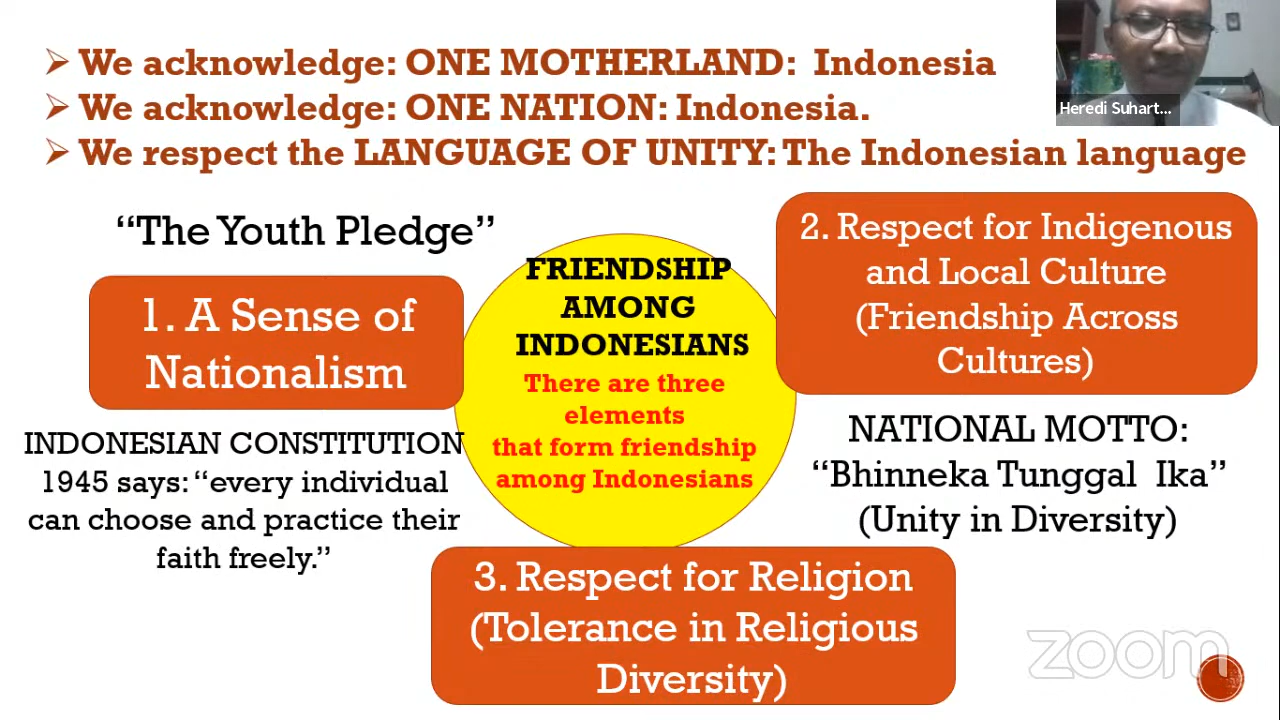 ➢ We acknowledge: ONE MOTHERLAND: Indonesia
➢ We acknowledge: ONE NATION: Indonesia.
➢ We respect the LANGUAGE OF UNITY: The Indonesian language
Heredi Suhart...
“The Youth Pledge”
1. A Sense of
Nationalism
INDONESIAN CONSTITUTION
1945 says: “every individual
can choose and practice their
faith freely.”
FRIENDSHIP
AMONG
INDONESIANS
There are three
elements
that form friendship
among Indonesians
2. Respect for Indigenous
and Local Culture
(Friendship Across
Cultures)
NATIONAL MOTTO:
“Bhinneka Tunggal Ika”
(Unity in Diversity)
3. Respect for Religion
(Tolerance in Religious
Diversity)
zoom